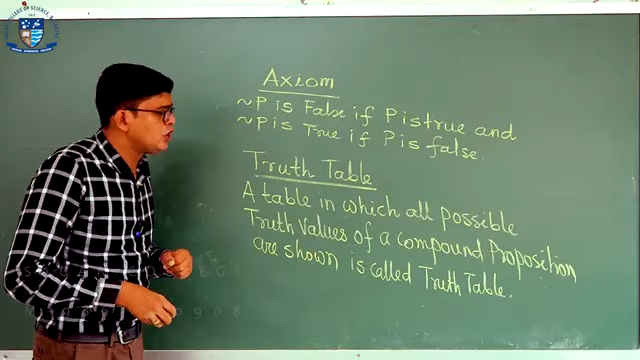 Axiom
~P is False if P is true and
~P is True if P is false.
Truth Table
A table in which all possible
Truth values of a compound Proposition
are shown is called Truth Table.